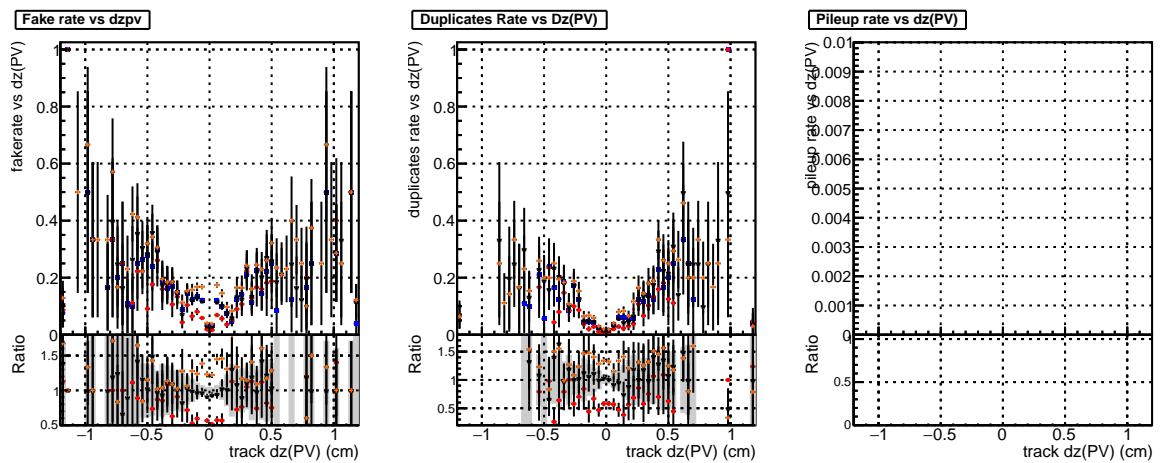 Fake rate vs dzpv
fakerate vs dz(PV)
1
0.8
0.6
0.4
0.2
0
Ratio
1.5
1
0.5
−1 −0.5 0 0.5 1
track dz(PV) (cm)
Duplicates Rate vs Dz(PV)
duplicates rate vs dz(PV)
1
0.8
0.6
0.4
0.2
0
Ratio
1.5
1
0.5
−1 −0.5 0 0.5 1
track dz(PV) (cm)
Pileup rate vs dz(PV)
pileup rate vs dz(PV)
0.01
0.009
0.008
0.007
0.006
0.005
0.004
0.003
0.002
0.001
0
Ratio
1
0.5
0
−1 −0.5 0 0.5 1
track dz(PV) (cm)